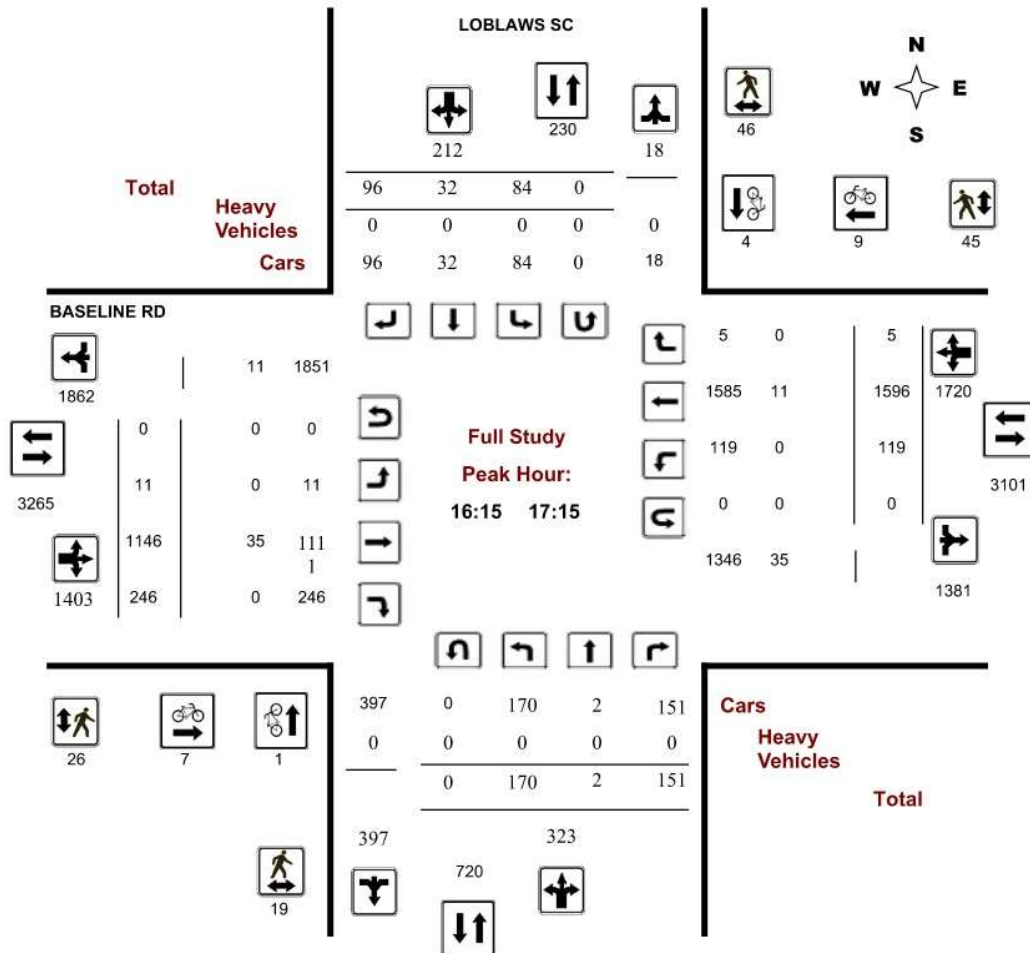 LOBLAWS SC
N
W E
S
230
46
212 18
Total 96 32 84 0
Heavy
Vehicles 0 0 0 0 0
4 9 45
Cars 96 32 84 0 18
BASELINE RD
5 0 5
11 1851
1862 1585 11 1596 1720
0 0 0
Full Study
119 0 119
Peak Hour:
3265 11 0 11 3101
16:15 17:15
0 0 0
1146 35 111
1
1346 35
1403 246 0 246 1381
397 0 170 2 151 Cars
0 0 0 0 0 Heavy
Vehicles
26 7 1
0 170 2 151
Total
397 323
720
19